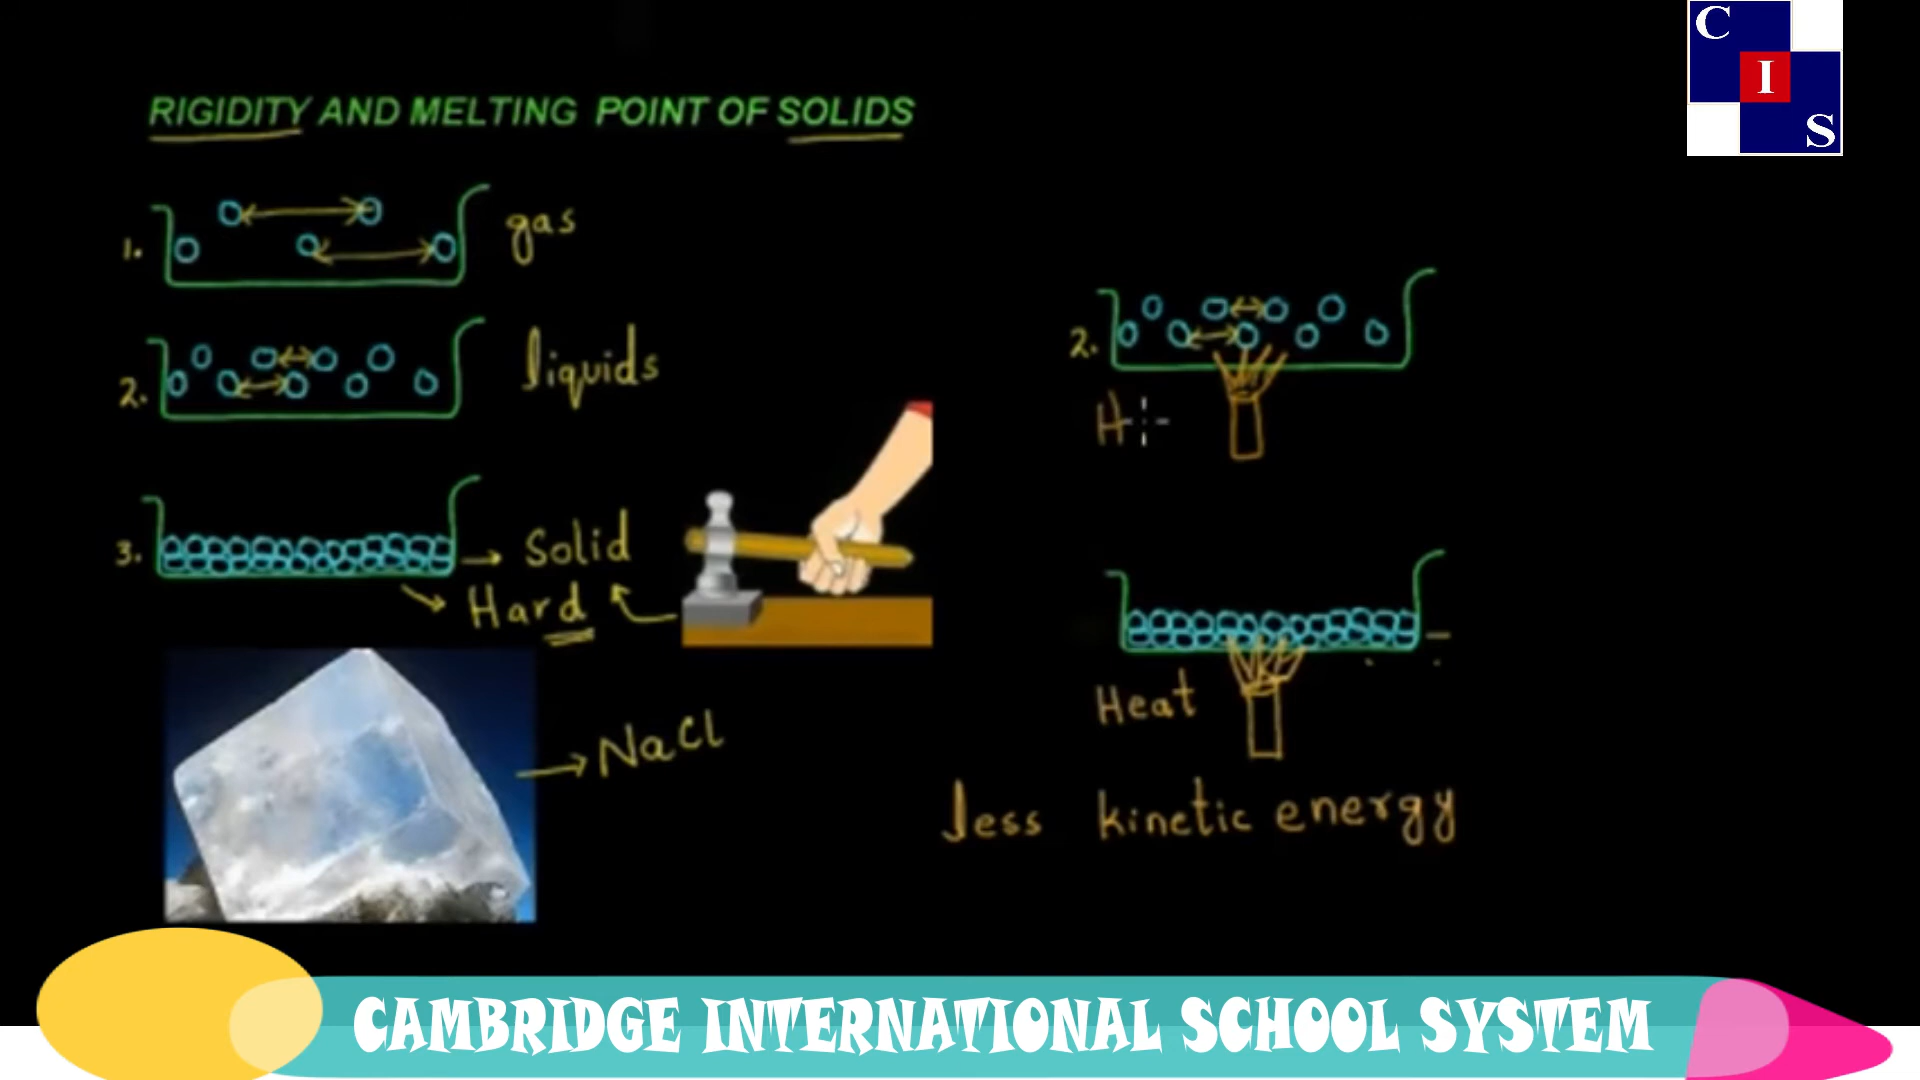 C
I
S
RIGIDITY AND MELTING POINT OF SOLIDS
1.
gas
2.
liquids
3.
Solid
Hard
NaCl
2.
H
Heat
less kinetic energy
CAMBRIDGE INTERNATIONAL SCHOOL SYSTEM